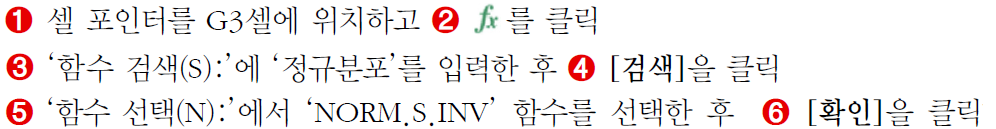 ❶ 셀 포인터를 G3셀에 위치하고 ❷ fx를 클릭
❸ ‘함수 검색(S):’에 ‘정규분포’를 입력한 후 ❹ [검색]을 클릭
❺ ‘함수 선택(N):’에서 ‘NORM.S.INV’ 함수를 선택한 후 ❻ [확인]을 클릭